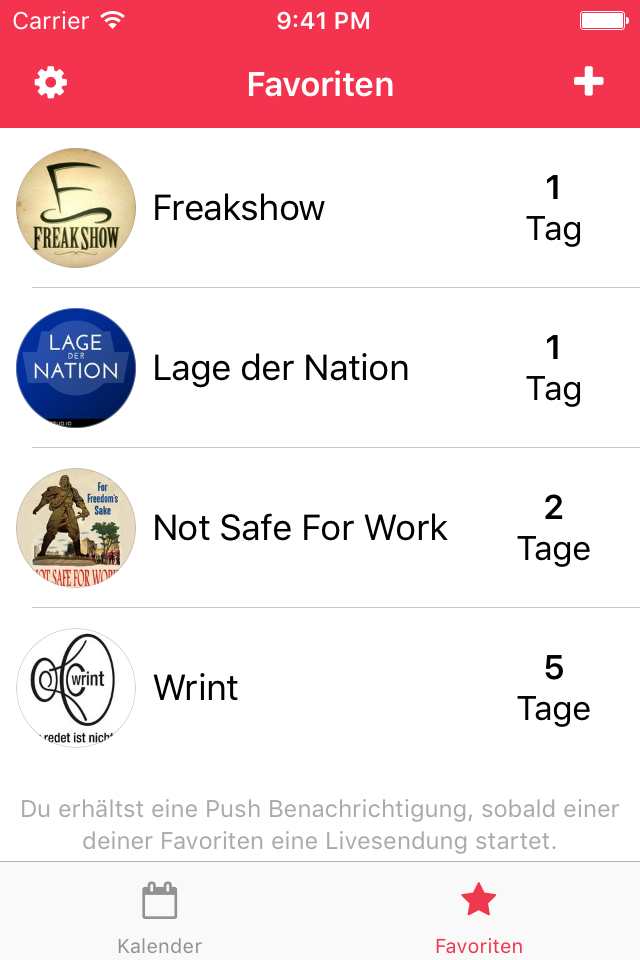 Carrier 9:41 PM
Favoriten
FREAK SHOW
Freakshow
1
Tag
LAGE
DER
NATION
Lage der Nation
1
Tag
For
Freedom's
Sake
NOT SAFE FOR WORK
Not Safe For Work
2
Tage
wrint
redet ist nicht
Wrint
5
Tage
Du erhältst eine Push Benachrichtigung, sobald einer
deiner Favoriten eine Livesendung startet.
Kalender
Favoriten